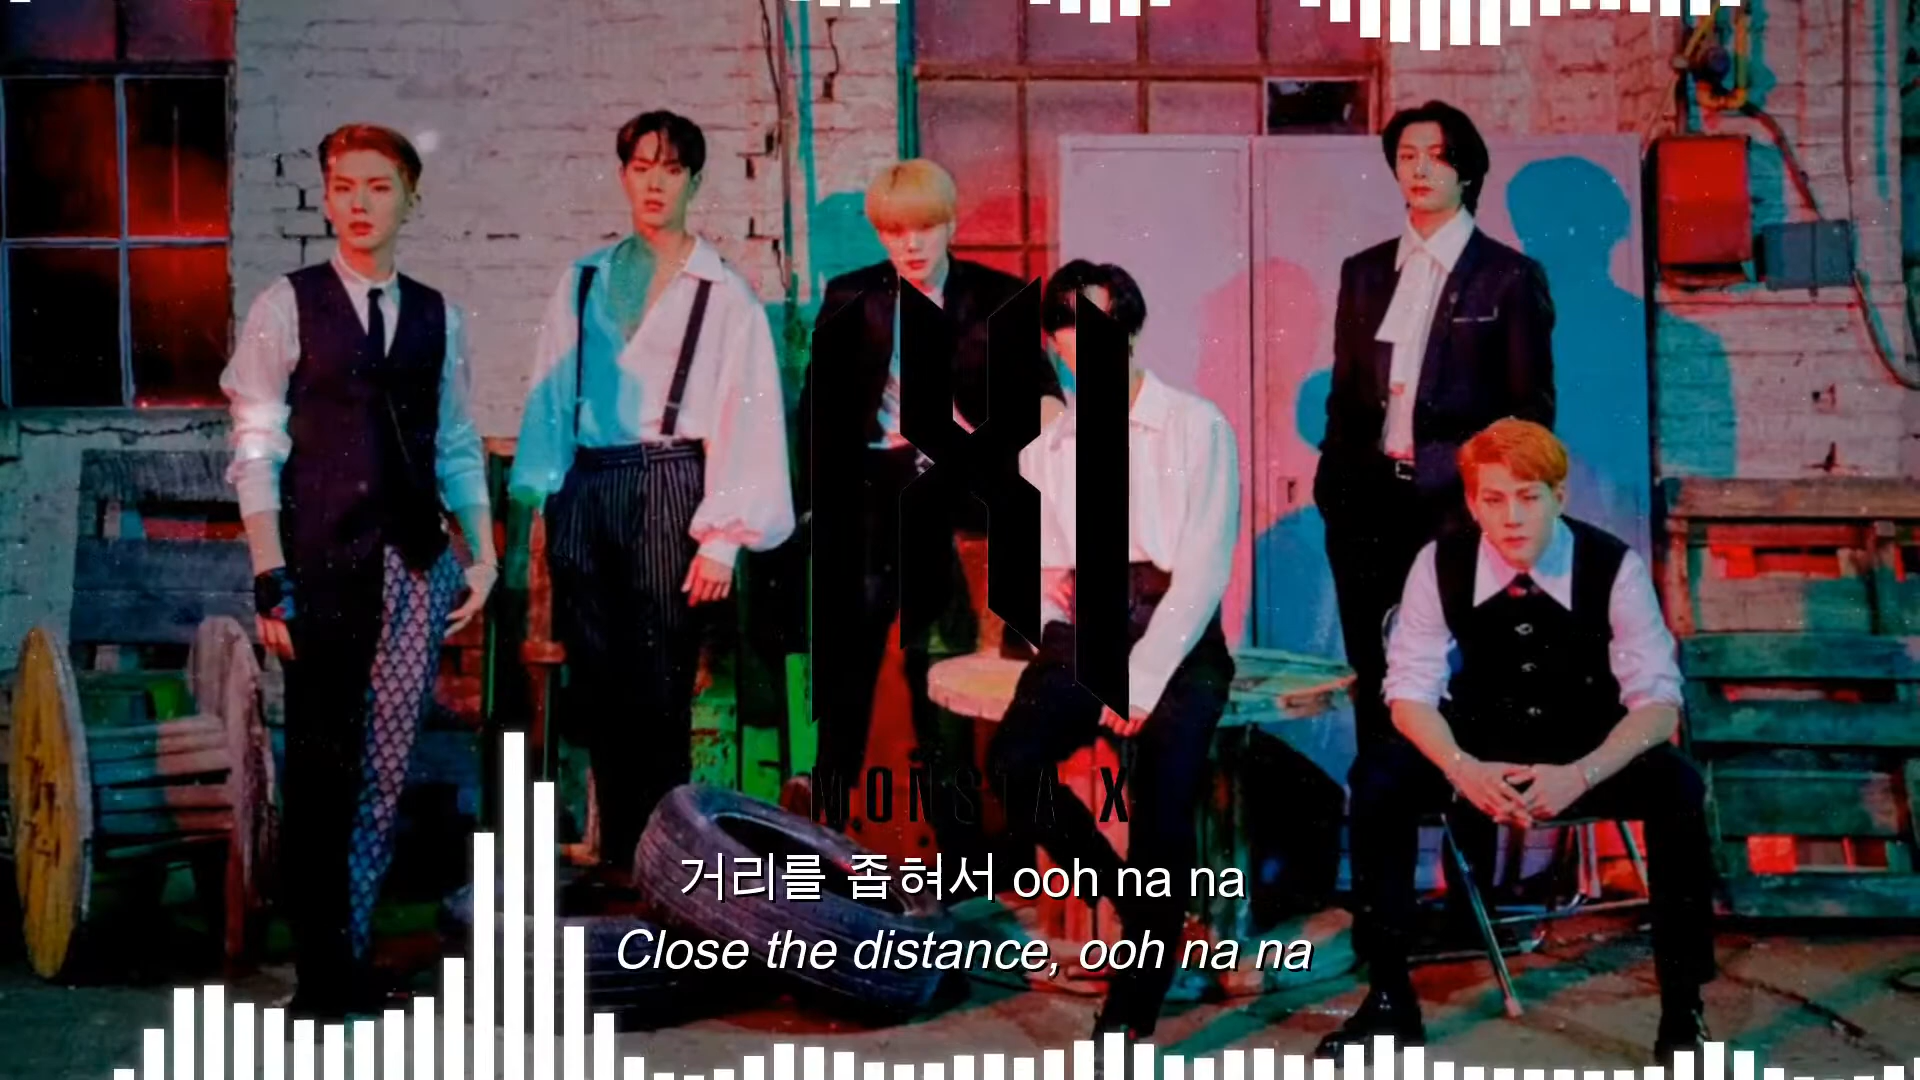 MONSTA X
거리를 좁혀서 ooh na na
Close the distance, ooh na na